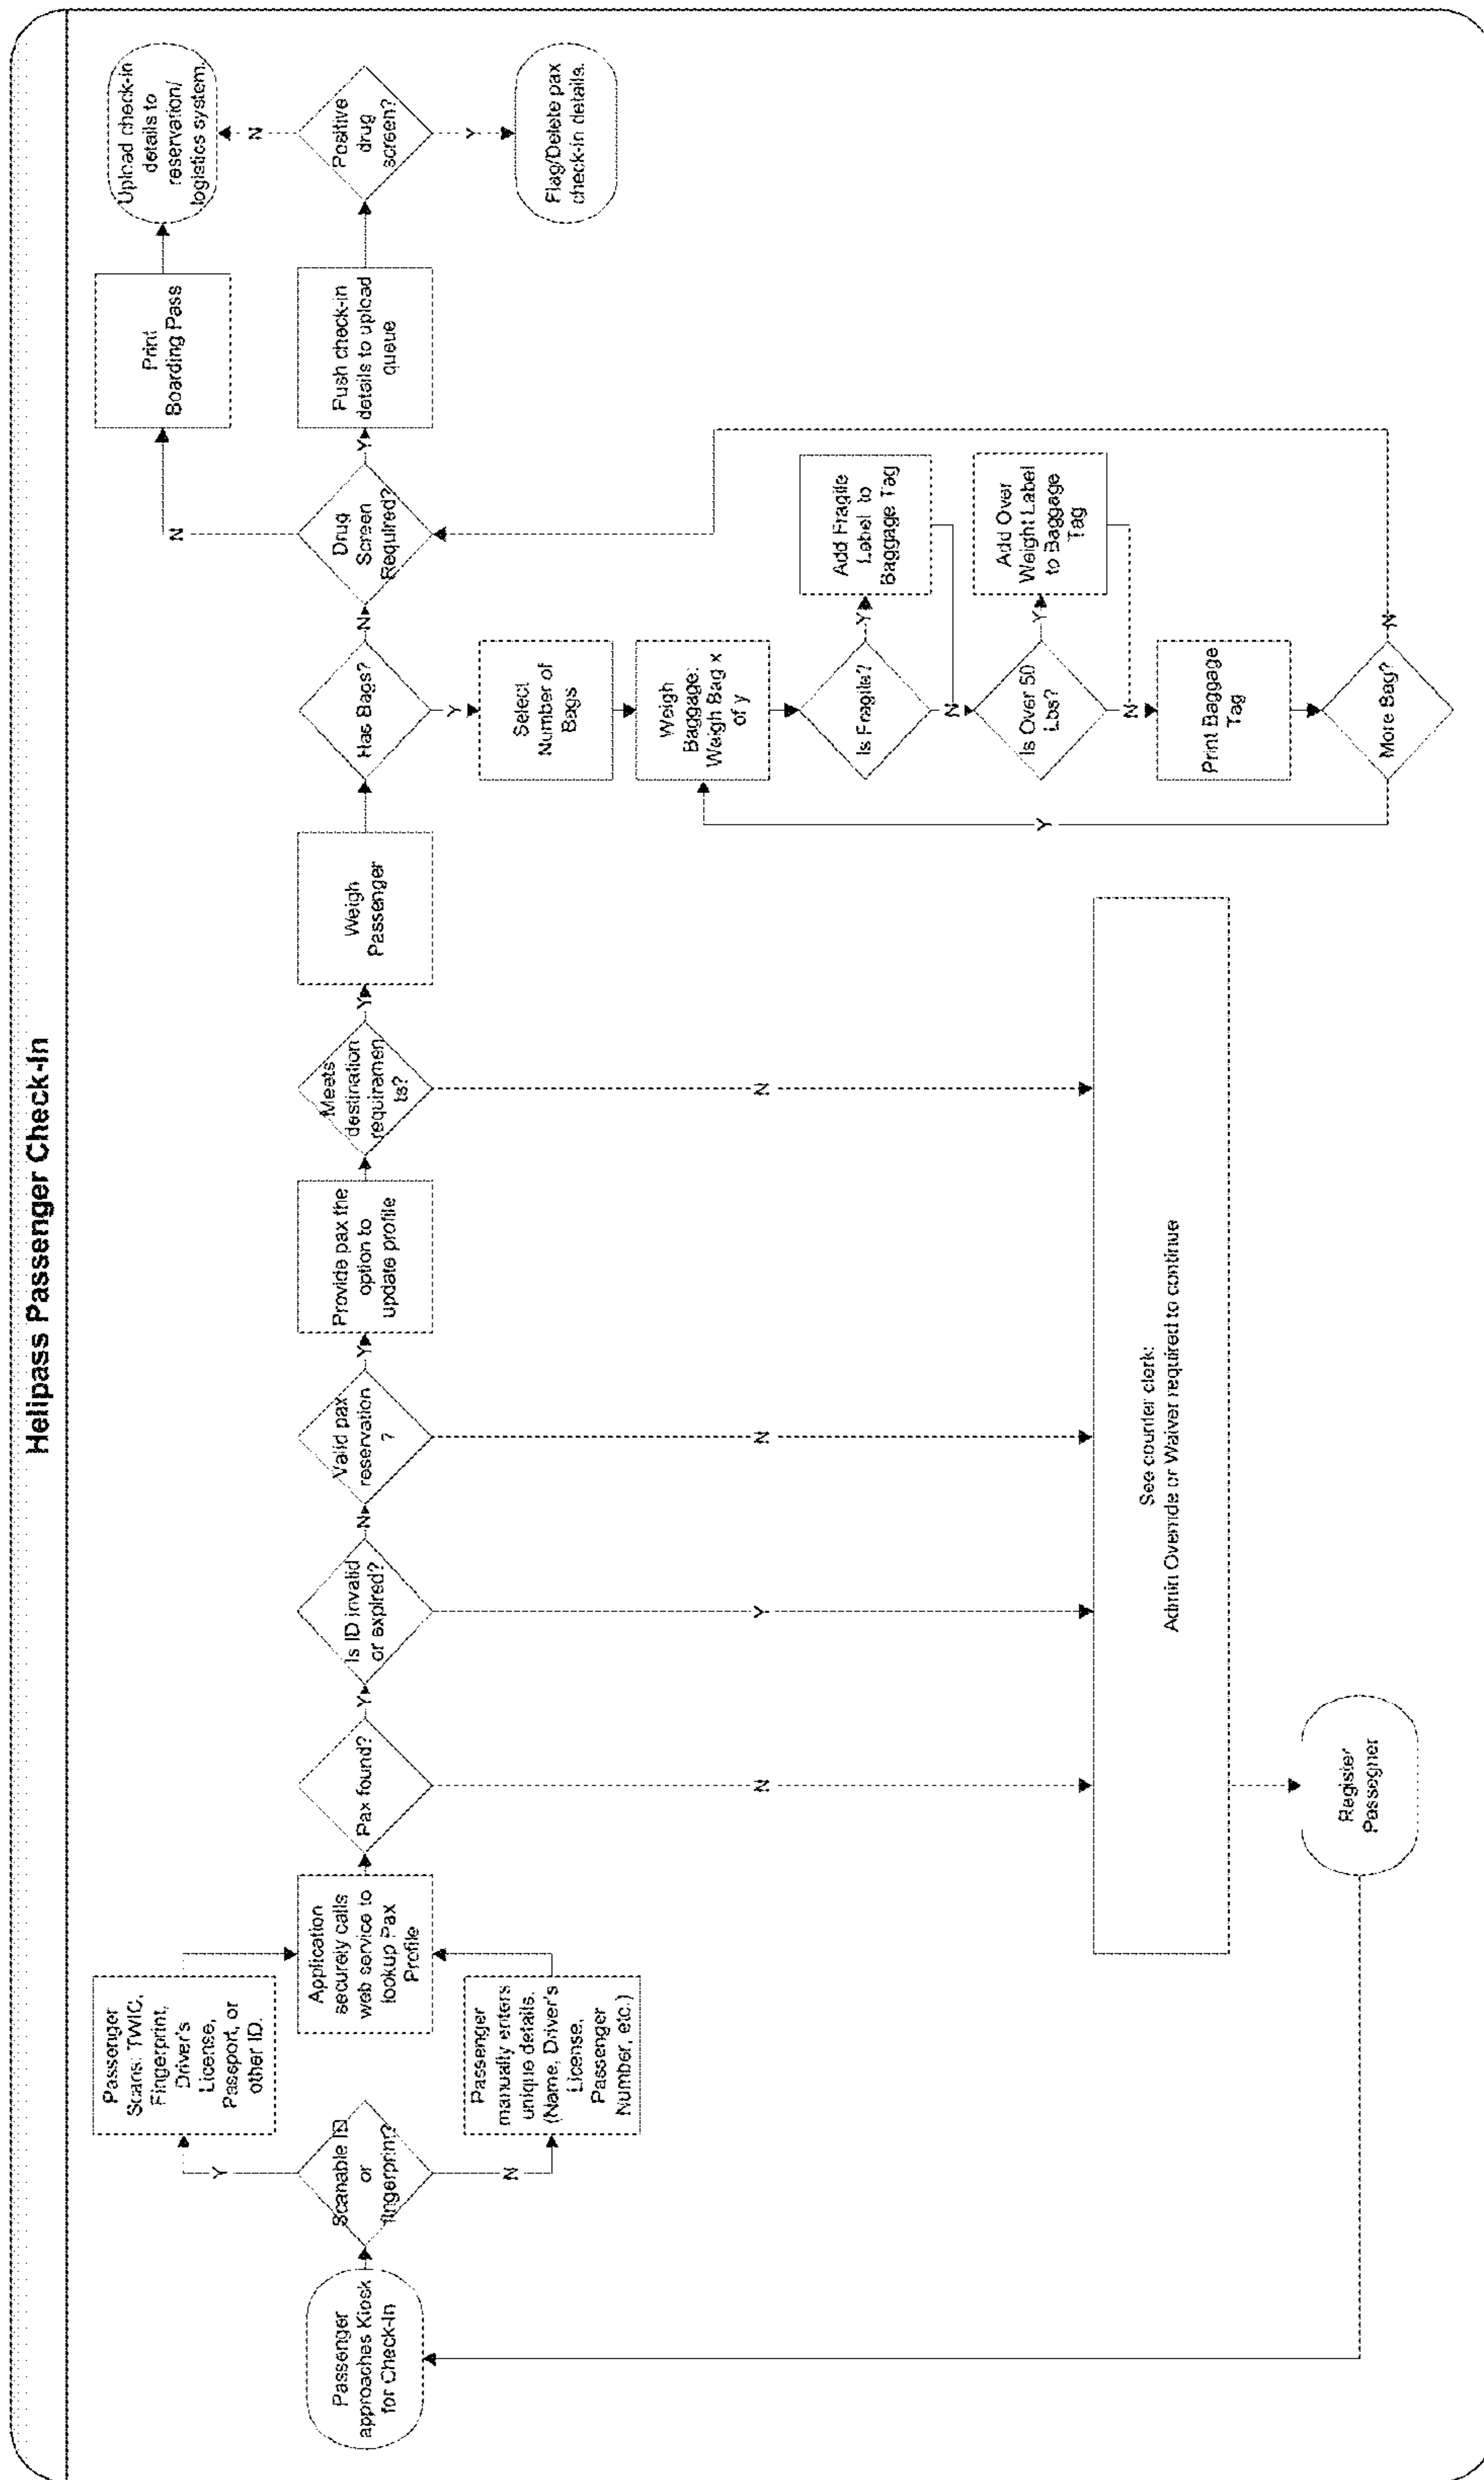 Helipass Passenger Check-In
Passenger
approaches Kiosk
for Check-In
Scanable ID
or
fingerprint?
Y
N
Passenger
Scans: TWIC,
Fingerprint,
Driver's
License,
Passport, or
other ID.
Passenger
manually enters
unique details.
(Name, Driver's
License,
Passenger
Number, etc.)
Application
securely calls
web service to
lookup Pax
Profile
Pax found?
Y
N
Is ID invalid
or expired?
N
Y
Valid pax
reservation
?
Y
N
Provide pax the
option to
update profile
Meets
destination
requiremen
ts?
Y
N
See counter clerk:
Admin Override or Waiver required to continue
Register
Passegner
Weigh
Passenger
Has Bags?
N
Y
Select
Number of
Bags
Weigh
Baggage:
Weigh Bag x
of y
Is Fragile?
Y
N
Add Fragile
Label to
Baggage Tag
Is Over 50
Lbs?
Y
N
Add Over
Weight Label
to Baggage
Tag
Print Baggage
Tag
More Bag?
Y
N
Drug
Screen
Required?
N
Y
Print
Boarding Pass
Push check-in
details to upload
queue
Upload check-in
details to
reservation/
logistics system.
Positive
drug
screen?
N
Y
Flag/Delete pax
check-in details.